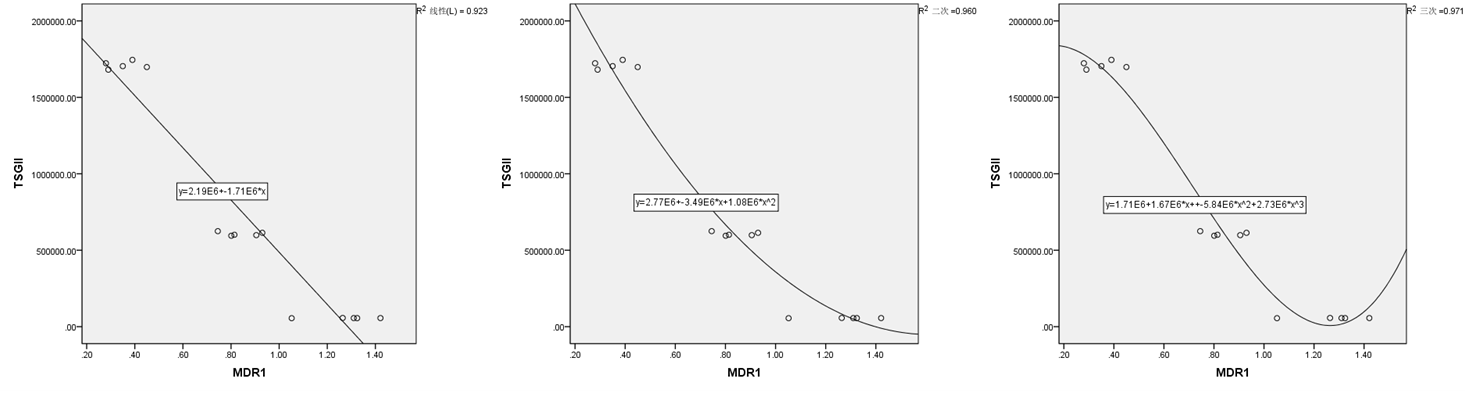 R² 线性(L) = 0.923
2000000.00
1500000.00
1000000.00
500000.00
.00
TSGII
y=2.19E6+-1.71E6*x
.20 .40 .60 .80 1.00 1.20 1.40
MDR1
R² 二次 =0.960
2000000.00
1500000.00
1000000.00
500000.00
.00
TSGII
y=2.77E6+-3.49E6*x+1.08E6*x^2
.20 .40 .60 .80 1.00 1.20 1.40
MDR1
R² 三次 =0.971
2000000.00
1500000.00
1000000.00
500000.00
.00
TSGII
y=1.71E6+1.67E6*x++-5.84E6*x^2+2.73E6*x^3
.20 .40 .60 .80 1.00 1.20 1.40
MDR1